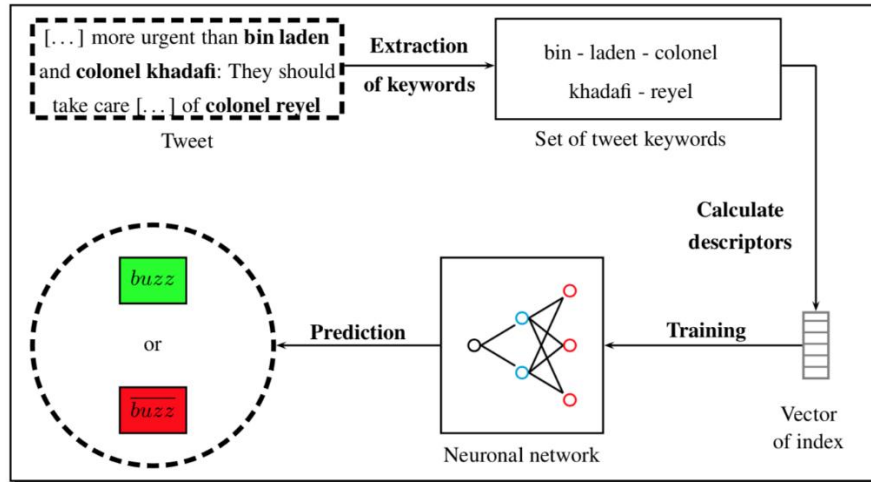 [...] more urgent than bin laden
and colonel khadafi: They should
take care [...] of colonel reyel
Tweet
Extraction
of keywords
bin - laden - colonel
khadafi - reyel
Set of tweet keywords
Calculate
descriptors
Vector
of index
Training
Neuronal network
Prediction
buzz
or
b̅u̅z̅z̅